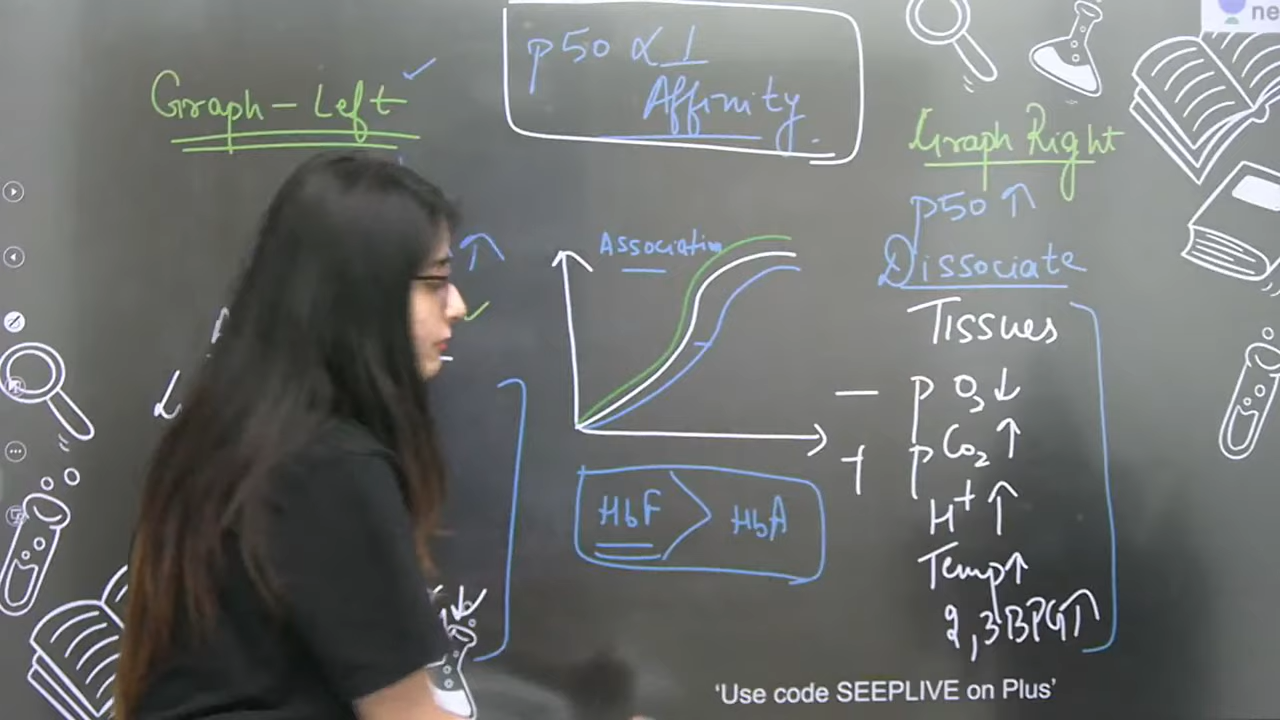 p50 α 1
Affinity
Graph - Left ✓
↑
✓
↓
Association
HbF > HbA
Graph Right
p50 ↑
Dissociate
Tissues
— pO₂ ↓
+ pCO₂ ↑
H⁺ ↑
Temp ↑
2,3 BPG ↑
'Use code SEEPLIVE on Plus'
ne